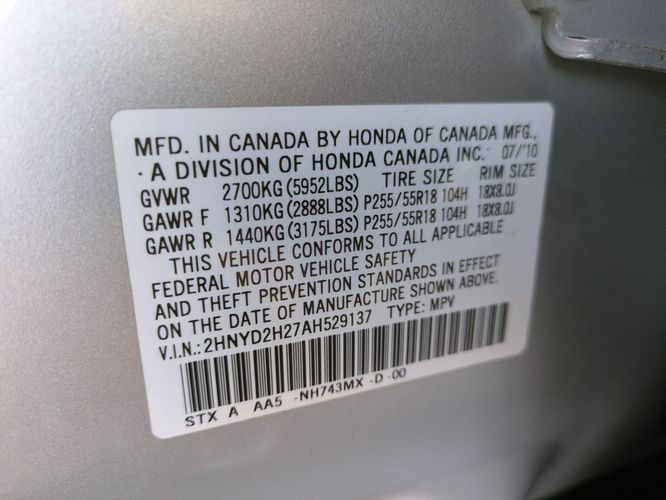 MFD. IN CANADA BY HONDA OF CANADA MFG.,
· A DIVISION OF HONDA CANADA INC. 07/'10
GVWR 2700KG (5952LBS) TIRE SIZE RIM SIZE
GAWR F 1310KG (2888LBS) P255/55R18 104H 18X8.0J
GAWR R 1440KG (3175LBS) P255/55R18 104H 18X8.0J
THIS VEHICLE CONFORMS TO ALL APPLICABLE
FEDERAL MOTOR VEHICLE SAFETY
AND THEFT PREVENTION STANDARDS IN EFFECT
ON THE DATE OF MANUFACTURE SHOWN ABOVE.
V.I.N.: 2HNYD2H27AH529137 TYPE: MPV
STX A AA5 -NH743MX -D -00